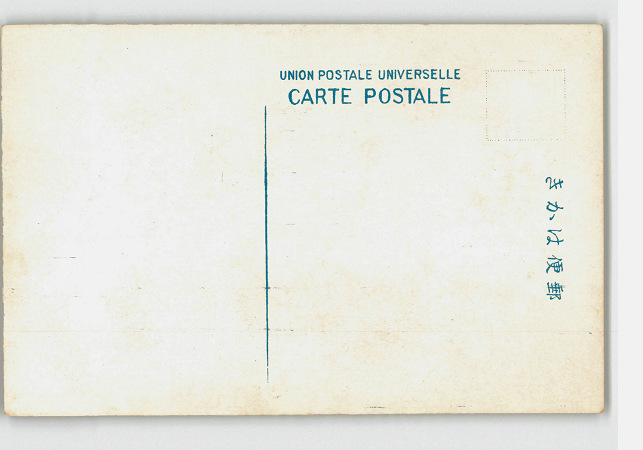 UNION POSTALE UNIVERSELLE
CARTE POSTALE
きかは便郵